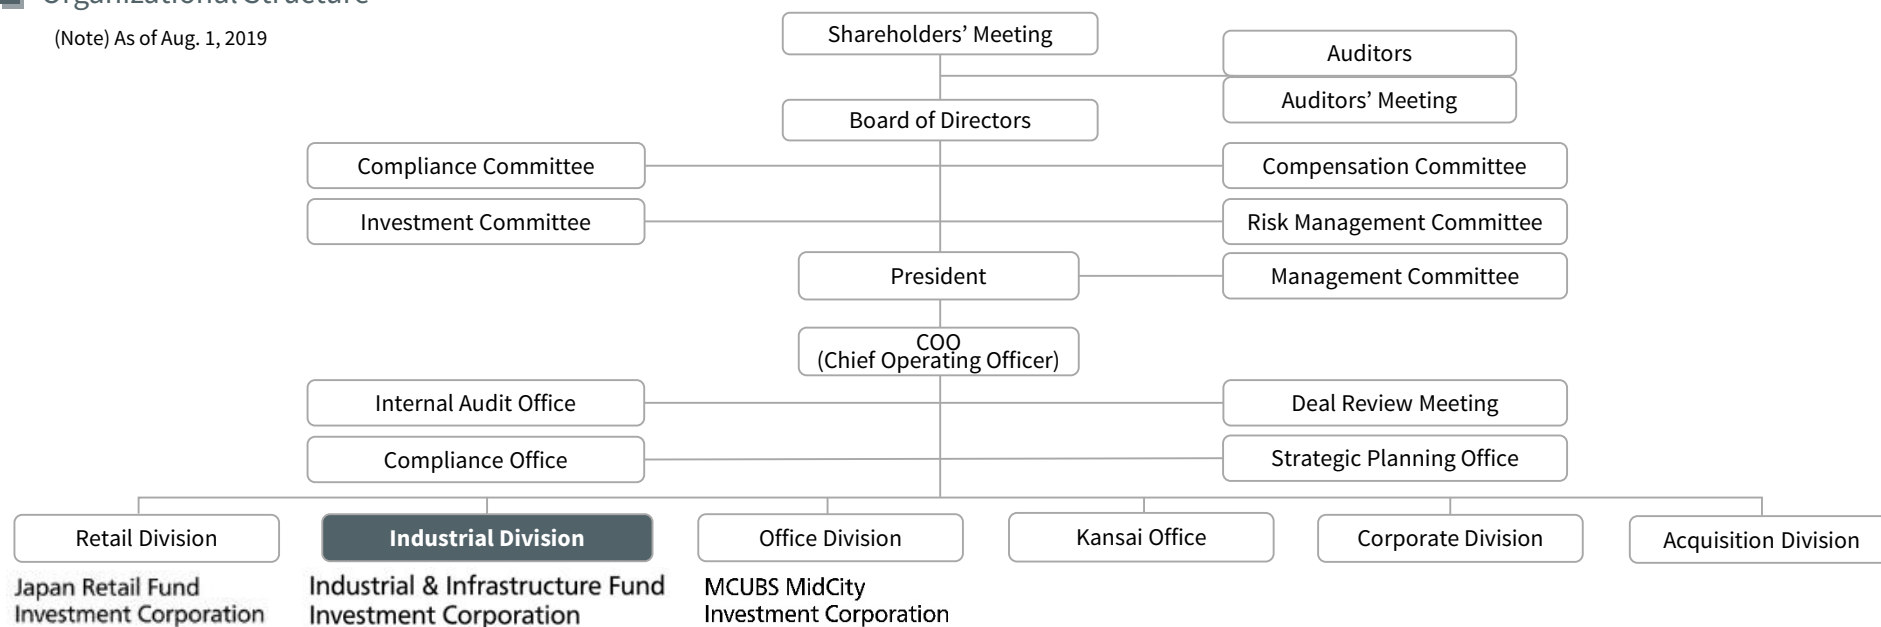 Organizational Structure
(Note) As of Aug. 1, 2019
Shareholders’ Meeting
Auditors
Auditors’ Meeting
Board of Directors
Compliance Committee
Compensation Committee
Investment Committee
Risk Management Committee
President
Management Committee
COO
(Chief Operating Officer)
Internal Audit Office
Deal Review Meeting
Compliance Office
Strategic Planning Office
Retail Division
Industrial Division
Office Division
Kansai Office
Corporate Division
Acquisition Division
Japan Retail Fund
Investment Corporation
Industrial & Infrastructure Fund
Investment Corporation
MCUBS MidCity
Investment Corporation